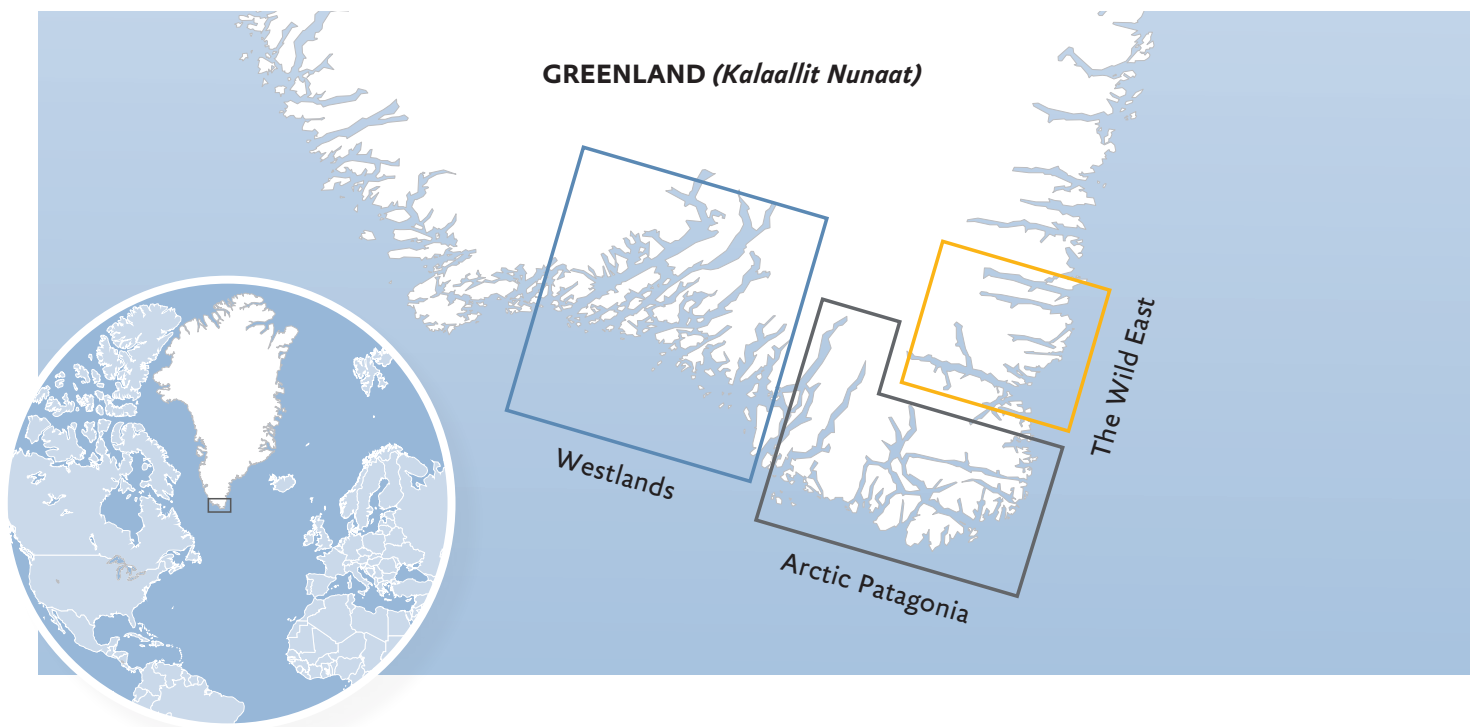 GREENLAND (Kalaallit Nunaat)
The Wild East
Westlands
Arctic Patagonia